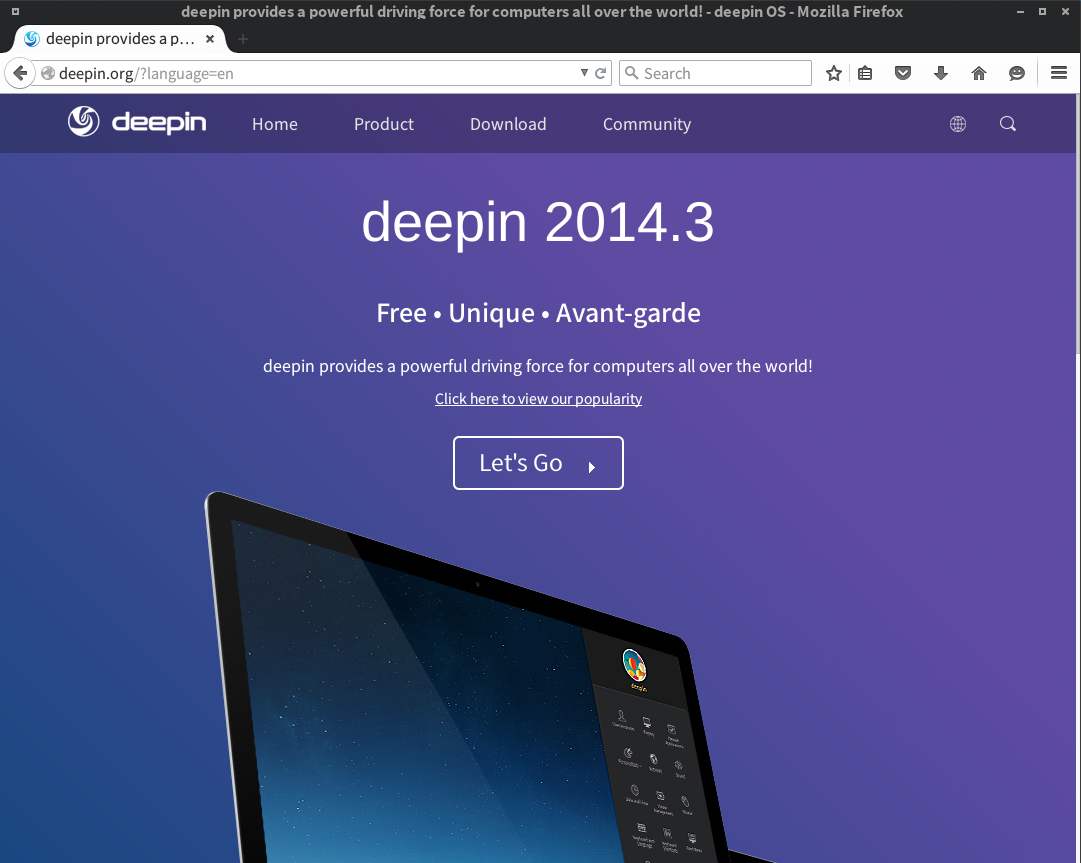 deepin provides a powerful driving force for computers all over the world! - deepin OS - Mozilla Firefox
deepin provides a p...
deepin.org/?language=en
Search
deepin
Home
Product
Download
Community
deepin 2014.3
Free • Unique • Avant-garde
deepin provides a powerful driving force for computers all over the world!
Click here to view our popularity
Let's Go
deepin